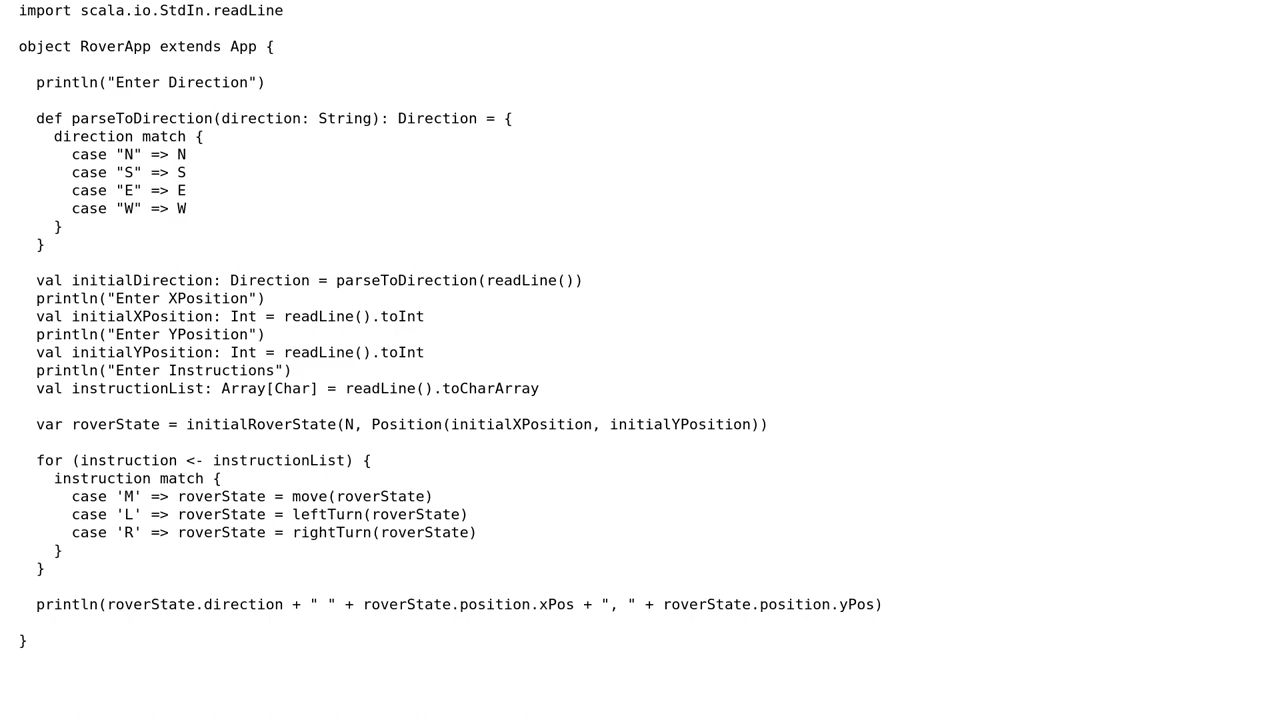 import scala.io.StdIn.readLine

object RoverApp extends App {

  println("Enter Direction")

  def parseToDirection(direction: String): Direction = {
    direction match {
      case "N" => N
      case "S" => S
      case "E" => E
      case "W" => W
    }
  }

  val initialDirection: Direction = parseToDirection(readLine())
  println("Enter XPosition")
  val initialXPosition: Int = readLine().toInt
  println("Enter YPosition")
  val initialYPosition: Int = readLine().toInt
  println("Enter Instructions")
  val instructionList: Array[Char] = readLine().toCharArray

  var roverState = initialRoverState(N, Position(initialXPosition, initialYPosition))

  for (instruction <- instructionList) {
    instruction match {
      case 'M' => roverState = move(roverState)
      case 'L' => roverState = leftTurn(roverState)
      case 'R' => roverState = rightTurn(roverState)
    }
  }

  println(roverState.direction + " " + roverState.position.xPos + ", " + roverState.position.yPos)

}